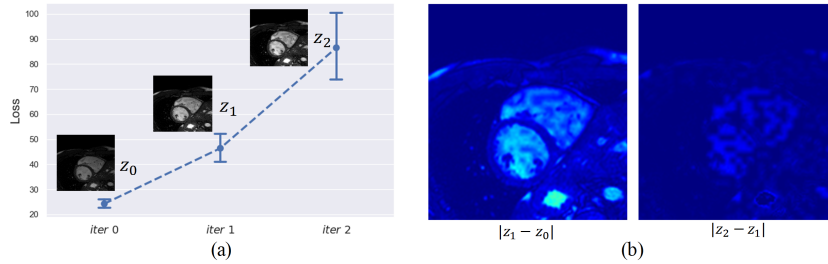 Loss
100
90
80
70
60
50
40
30
20
z₀
z₁
z₂
iter 0
iter 1
iter 2
(a)
|z₁ − z₀|
|z₂ − z₁|
(b)